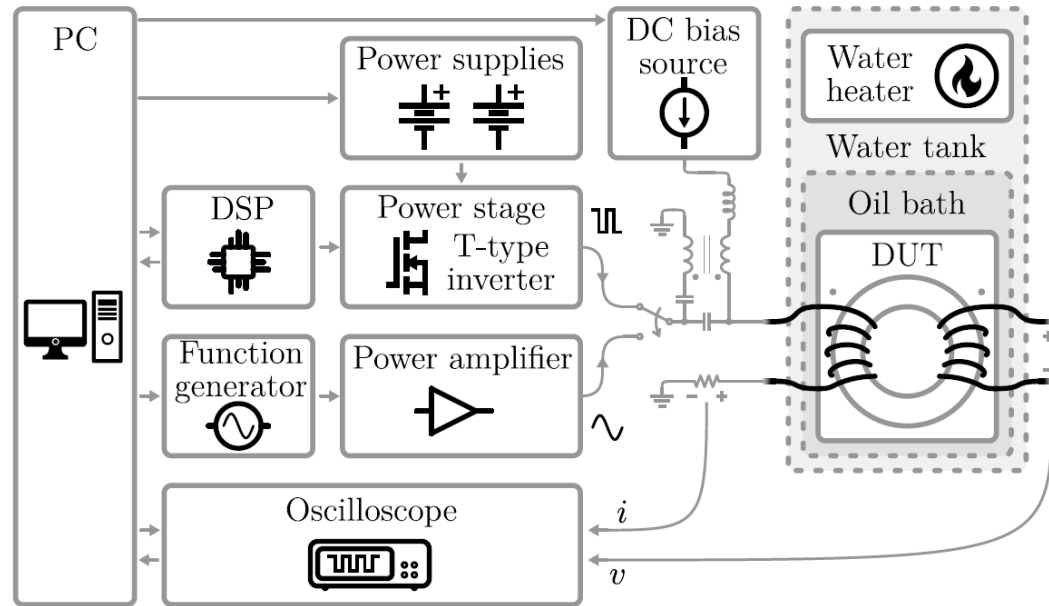 PC
DC bias
source
Power supplies
+ +
Water
heater
Water tank
DSP
Power stage
T-type
inverter
Oil bath
DUT
Function
generator
Power amplifier
- +
+
-
Oscilloscope
i
v